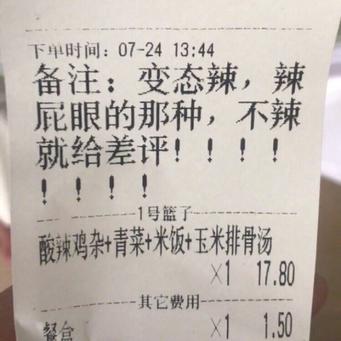 下单时间：07-24 13:44
备注：变态辣，辣
屁眼的那种，不辣
就给差评！！！！
！！！！
1号篮子
酸辣鸡杂+青菜+米饭+玉米排骨汤
×1 17.80
其它费用
餐盒 ×1 1.50